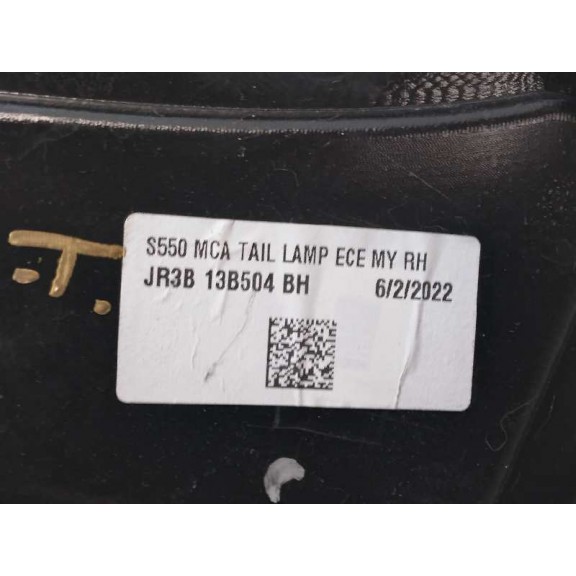 S550 MCA TAIL LAMP ECE MY RH
JR3B 13B504 BH 6/2/2022
.T.